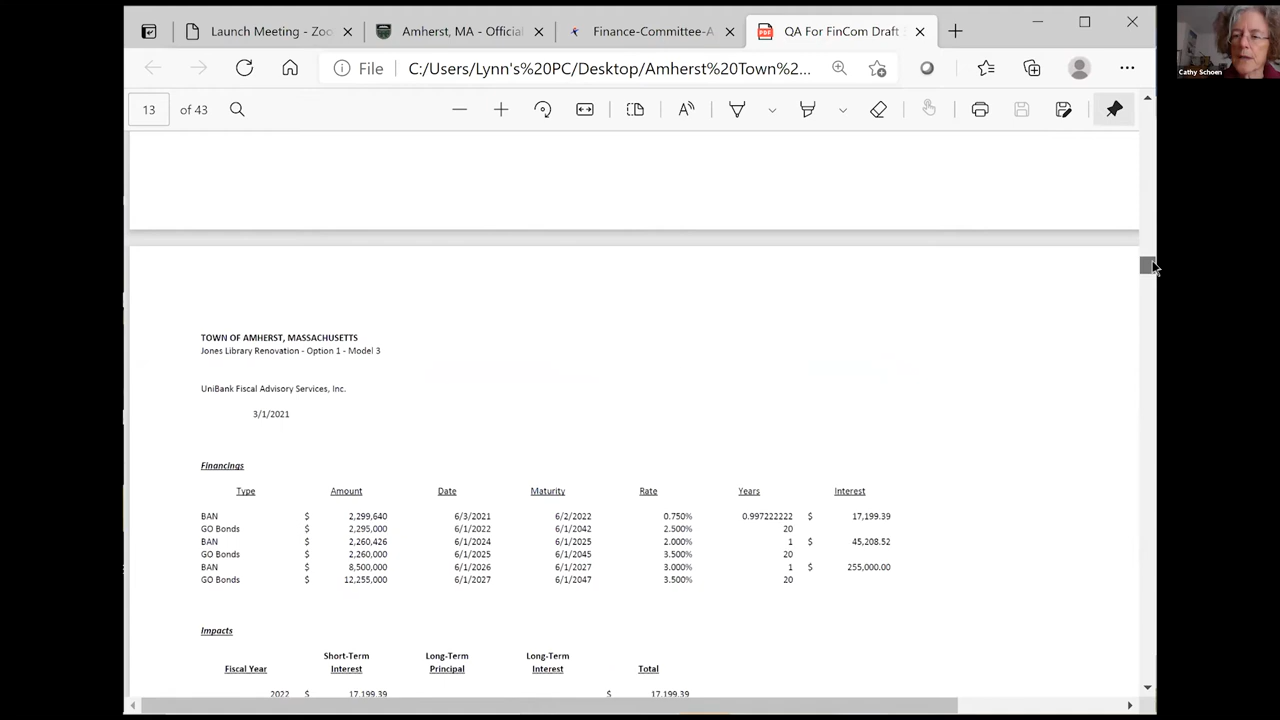 Launch Meeting - Zoo
Amherst, MA - Official
Finance-Committee-A
QA For FinCom Draft
Cathy Schoen
File
C:/Users/Lynn's%20PC/Desktop/Amherst%20Town%2...
13 of 43
TOWN OF AMHERST, MASSACHUSETTS
Jones Library Renovation - Option 1 - Model 3
UniBank Fiscal Advisory Services, Inc.
3/1/2021
Financings
Type Amount Date Maturity Rate Years Interest
BAN $ 2,299,640 6/3/2021 6/2/2022 0.750% 0.997222222 $ 17,199.39
GO Bonds $ 2,295,000 6/1/2022 6/1/2042 2.500% 20
BAN $ 2,260,426 6/1/2024 6/1/2025 2.000% 1 $ 45,208.52
GO Bonds $ 2,260,000 6/1/2025 6/1/2045 3.500% 20
BAN $ 8,500,000 6/1/2026 6/1/2027 3.000% 1 $ 255,000.00
GO Bonds $ 12,255,000 6/1/2027 6/1/2047 3.500% 20
Impacts
Short-Term Long-Term Long-Term
Fiscal Year Interest Principal Interest Total
2022 $ 17,199.39 $ 17,199.39